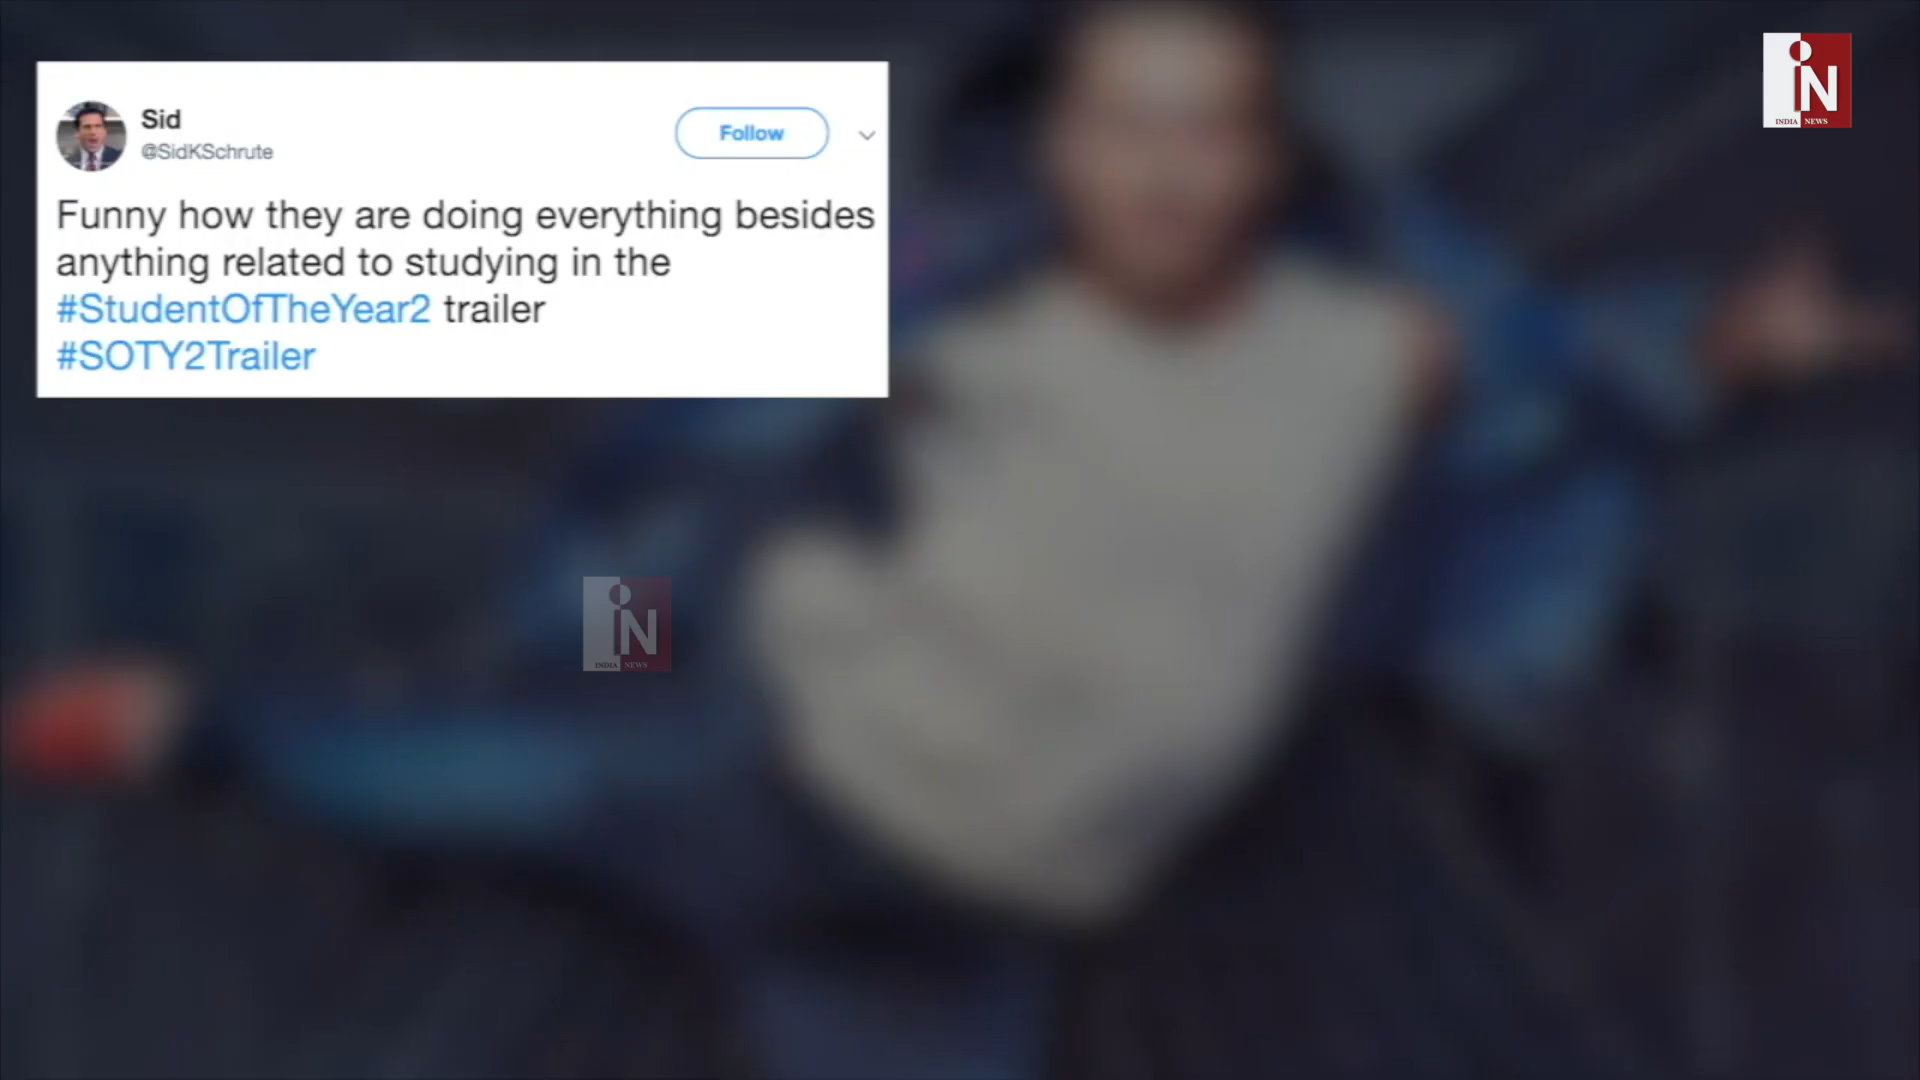 Sid
@SidKSchrute
Follow
Funny how they are doing everything besides
anything related to studying in the
#StudentOfTheYear2 trailer
#SOTY2Trailer
iN
INDIA NEWS
iN
INDIA NEWS